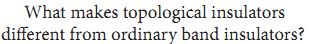 What makes topological insulators
different from ordinary band insulators?